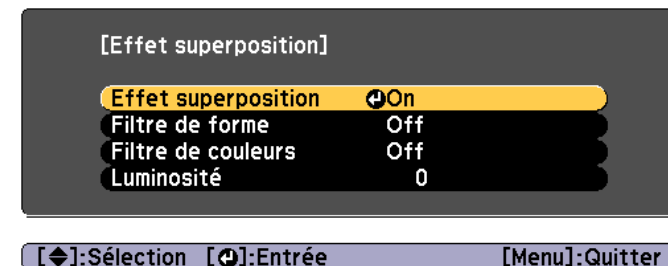 [Effet superposition]
Effet superposition On
Filtre de forme Off
Filtre de couleurs Off
Luminosité 0
[]:Sélection []:Entrée [Menu]:Quitter